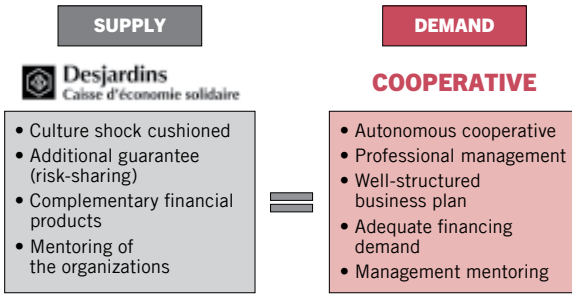 SUPPLY
DEMAND
Desjardins
Caisse d'économie solidaire
COOPERATIVE
• Culture shock cushioned
• Additional guarantee
(risk-sharing)
• Complementary financial
products
• Mentoring of
the organizations
• Autonomous cooperative
• Professional management
• Well-structured
business plan
• Adequate financing
demand
• Management mentoring